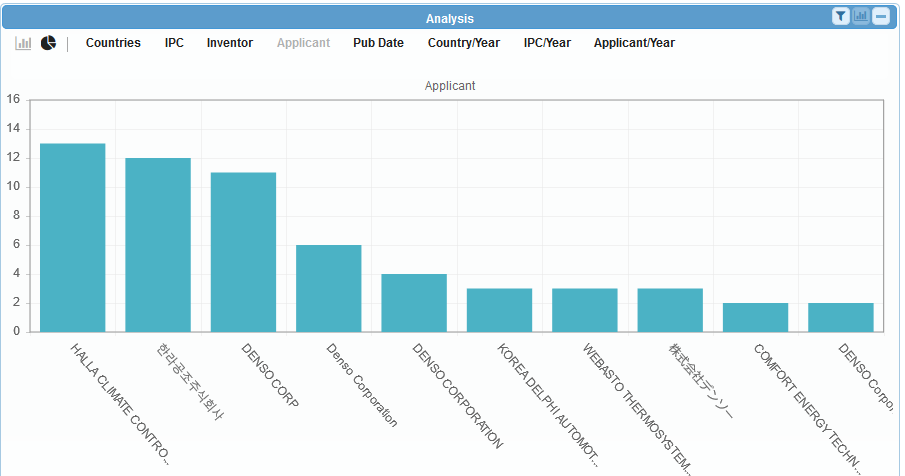 Analysis
Countries IPC Inventor Applicant Pub Date Country/Year IPC/Year Applicant/Year
Applicant
16
14
12
10
8
6
4
2
0
HALLA CLIMATE CONTRO...
한라공조주식회사
DENSO CORP
Denso Corporation
DENSO CORPORATION
KOREA DELPHI AUTOMOT...
WEBASTO THERMOSYSTEM...
株式会社デンソー
COMFORT ENERGY TECHN...
DENSO Corpo